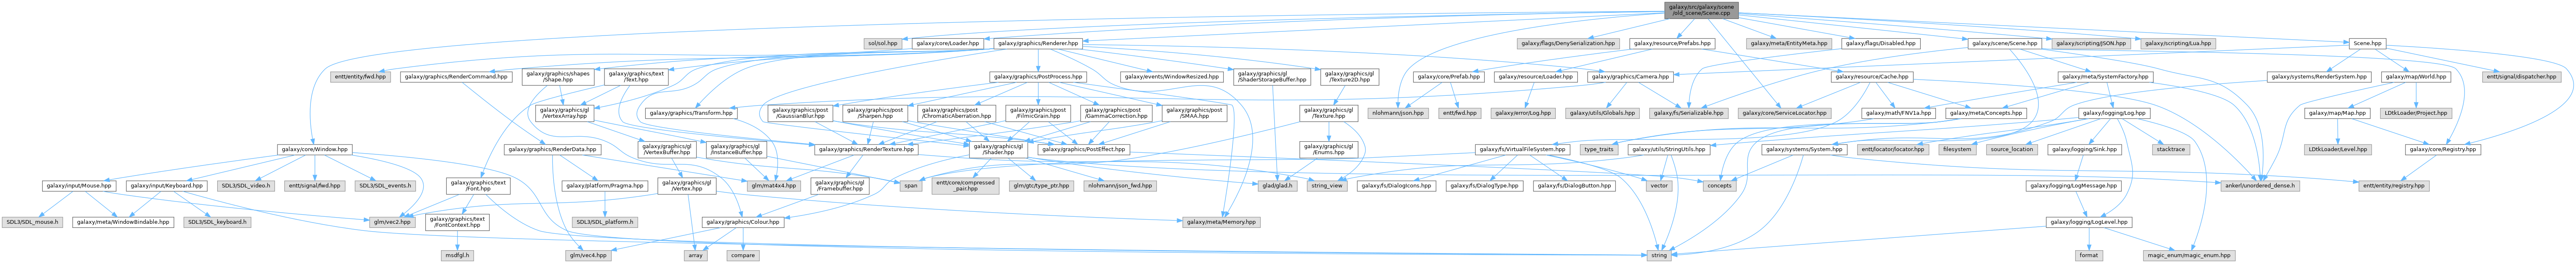 galaxy/src/galaxy/scene
/old_scene/Scene.cpp
sol/sol.hpp
galaxy/core/Loader.hpp
galaxy/graphics/Renderer.hpp
galaxy/flags/DenySerialization.hpp
galaxy/resource/Prefabs.hpp
galaxy/meta/EntityMeta.hpp
galaxy/flags/Disabled.hpp
galaxy/scene/Scene.hpp
galaxy/scripting/JSON.hpp
galaxy/scripting/Lua.hpp
Scene.hpp
entt/entity/fwd.hpp
galaxy/graphics/RenderCommand.hpp
galaxy/graphics/shapes
/Shape.hpp
galaxy/graphics/text
/Text.hpp
galaxy/graphics/PostProcess.hpp
galaxy/events/WindowResized.hpp
galaxy/graphics/gl
/ShaderStorageBuffer.hpp
galaxy/graphics/gl
/Texture2D.hpp
galaxy/core/Prefab.hpp
galaxy/resource/Loader.hpp
galaxy/graphics/Camera.hpp
galaxy/resource/Cache.hpp
galaxy/meta/SystemFactory.hpp
galaxy/systems/RenderSystem.hpp
galaxy/map/World.hpp
entt/signal/dispatcher.hpp
galaxy/graphics/gl
/VertexArray.hpp
galaxy/graphics/Transform.hpp
galaxy/graphics/post
/GaussianBlur.hpp
galaxy/graphics/post
/Sharpen.hpp
galaxy/graphics/post
/ChromaticAberration.hpp
galaxy/graphics/post
/FilmicGrain.hpp
galaxy/graphics/post
/GammaCorrection.hpp
galaxy/graphics/post
/SMAA.hpp
galaxy/graphics/gl
/Texture.hpp
nlohmann/json.hpp
entt/fwd.hpp
galaxy/error/Log.hpp
galaxy/utils/Globals.hpp
galaxy/fs/Serializable.hpp
galaxy/core/ServiceLocator.hpp
galaxy/math/FNV1a.hpp
galaxy/meta/Concepts.hpp
galaxy/logging/Log.hpp
galaxy/map/Map.hpp
LDtkLoader/Project.hpp
galaxy/core/Window.hpp
galaxy/graphics/RenderData.hpp
galaxy/graphics/gl
/VertexBuffer.hpp
galaxy/graphics/gl
/InstanceBuffer.hpp
galaxy/graphics/RenderTexture.hpp
galaxy/graphics/gl
/Shader.hpp
galaxy/graphics/PostEffect.hpp
galaxy/graphics/gl
/Enums.hpp
galaxy/fs/VirtualFileSystem.hpp
type_traits
galaxy/utils/StringUtils.hpp
galaxy/systems/System.hpp
entt/locator/locator.hpp
filesystem
source_location
galaxy/logging/Sink.hpp
stacktrace
LDtkLoader/Level.hpp
galaxy/core/Registry.hpp
galaxy/input/Mouse.hpp
galaxy/input/Keyboard.hpp
SDL3/SDL_video.h
entt/signal/fwd.hpp
SDL3/SDL_events.h
galaxy/graphics/text
/Font.hpp
galaxy/platform/Pragma.hpp
galaxy/graphics/gl
/Vertex.hpp
glm/mat4x4.hpp
galaxy/graphics/gl
/Framebuffer.hpp
span
entt/core/compressed
_pair.hpp
glm/gtc/type_ptr.hpp
nlohmann/json_fwd.hpp
glad/glad.h
string_view
galaxy/fs/DialogIcons.hpp
galaxy/fs/DialogType.hpp
galaxy/fs/DialogButton.hpp
vector
concepts
galaxy/logging/LogMessage.hpp
ankerl/unordered_dense.h
entt/entity/registry.hpp
SDL3/SDL_mouse.h
galaxy/meta/WindowBindable.hpp
SDL3/SDL_keyboard.h
glm/vec2.hpp
galaxy/graphics/text
/FontContext.hpp
SDL3/SDL_platform.h
galaxy/graphics/Colour.hpp
galaxy/meta/Memory.hpp
galaxy/logging/LogLevel.hpp
msdfgl.h
glm/vec4.hpp
array
compare
string
format
magic_enum/magic_enum.hpp